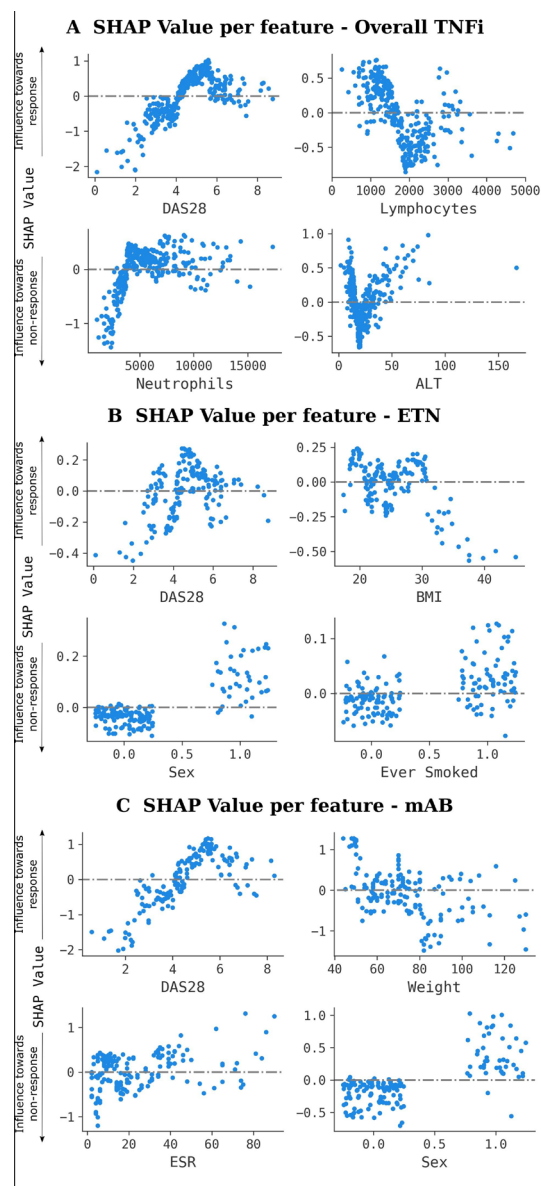 A SHAP Value per feature - Overall TNFi
SHAP Value
Influence towards
response
Influence towards
non-response
1
0
−1
−2
0 2 4 6 8
DAS28
0.5
0.0
−0.5
0 1000 2000 3000 4000 5000
Lymphocytes
0
−1
5000 10000 15000
Neutrophils
1.0
0.5
0.0
−0.5
0 50 100 150
ALT
B SHAP Value per feature - ETN
SHAP Value
Influence towards
response
Influence towards
non-response
0.2
0.0
−0.2
−0.4
0 2 4 6 8
DAS28
0.25
0.00
−0.25
−0.50
20 30 40
BMI
0.2
0.0
0.0 0.5 1.0
Sex
0.1
0.0
0.0 0.5 1.0
Ever Smoked
C SHAP Value per feature - mAB
SHAP Value
Influence towards
response
Influence towards
non-response
1
0
−1
−2
2 4 6 8
DAS28
1
0
−1
40 60 80 100 120
Weight
1
0
−1
0 20 40 60 80
ESR
1.0
0.5
0.0
−0.5
0.0 0.5 1.0
Sex